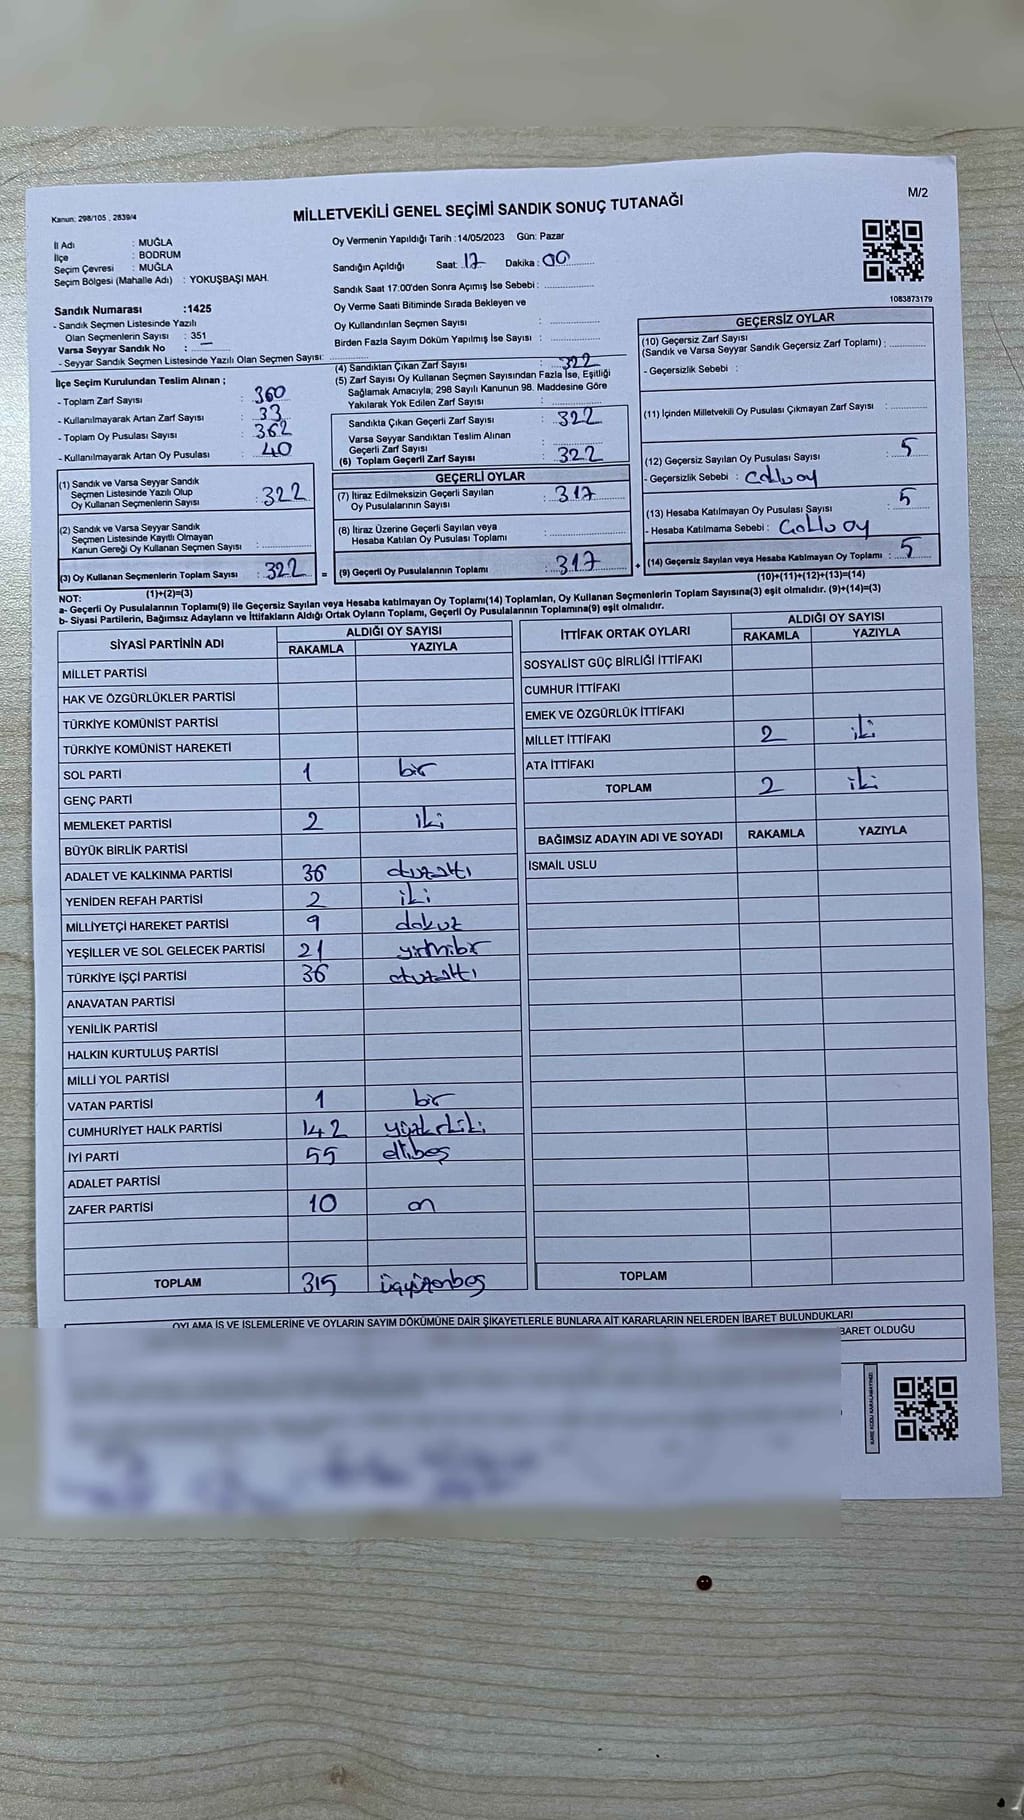 M/2
Kanun: 298/105 , 2839/4
MİLLETVEKİLİ GENEL SEÇİMİ SANDIK SONUÇ TUTANAĞI
İl Adı : MUĞLA
İlçe : BODRUM
Seçim Çevresi : MUĞLA
Seçim Bölgesi (Mahalle Adı) : YOKUŞBAŞI MAH.
Sandık Numarası :1425
- Sandık Seçmen Listesinde Yazılı
Olan Seçmenlerin Sayısı : 351
Varsa Seyyar Sandık No :
- Seyyar Sandık Seçmen Listesinde Yazılı Olan Seçmen Sayısı:
Oy Vermenin Yapıldığı Tarih :14/05/2023 Gün: Pazar
Sandığın Açıldığı Saat: 17 Dakika: 00
Sandık Saat 17:00'den Sonra Açımış İse Sebebi :
Oy Verme Saati Bitiminde Sırada Bekleyen ve
Oy Kullandırılan Seçmen Sayısı :
Birden Fazla Sayım Döküm Yapılmış İse Sayısı :
1083873179
İlçe Seçim Kurulundan Teslim Alınan ;
- Toplam Zarf Sayısı : 360
- Kullanılmayarak Artan Zarf Sayısı : 33
- Toplam Oy Pusulası Sayısı : 362
- Kullanılmayarak Artan Oy Pusulası : 40
(1) Sandık ve Varsa Seyyar Sandık
Seçmen Listesinde Yazılı Olup
Oy Kullanan Seçmenlerin Sayısı : 322
(2) Sandık ve Varsa Seyyar Sandık
Seçmen Listesinde Kayıtlı Olmayan
Kanun Gereği Oy Kullanan Seçmen Sayısı :
(3) Oy Kullanan Seçmenlerin Toplam Sayısı : 322 =
(1)+(2)=(3)
(4) Sandıktan Çıkan Zarf Sayısı : 322
(5) Zarf Sayısı Oy Kullanan Seçmen Sayısından Fazla İse, Eşitliği
Sağlamak Amacıyla; 298 Sayılı Kanunun 98. Maddesine Göre
Yakılarak Yok Edilen Zarf Sayısı :
Sandıkta Çıkan Geçerli Zarf Sayısı : 322
Varsa Seyyar Sandıktan Teslim Alınan
Geçerli Zarf Sayısı :
(6) Toplam Geçerli Zarf Sayısı : 322
GEÇERLİ OYLAR
(7) İtiraz Edilmeksizin Geçerli Sayılan
Oy Pusulasının Sayısı : 317
(8) İtiraz Üzerine Geçerli Sayılan veya
Hesaba Katılan Oy Pusulası Toplamı :
(9) Geçerli Oy Pusulalarının Toplamı : 317 +
GEÇERSİZ OYLAR
(10) Geçersiz Zarf Sayısı
(Sandık ve Varsa Seyyar Sandık Geçersiz Zarf Toplamı) :
- Geçersizlik Sebebi :
(11) İçinden Milletvekili Oy Pusulası Çıkmayan Zarf Sayısı :
(12) Geçersiz Sayılan Oy Pusulası Sayısı : 5
- Geçersizlik Sebebi :
(13) Hesaba Katılmayan Oy Pusulası Sayısı : 5
- Hesaba Katılmama Sebebi :
(14) Geçersiz Sayılan veya Hesaba Katılmayan Oy Toplamı : 5
(10)+(11)+(12)+(13)=(14)
NOT:
a- Geçerli Oy Pusulalarının Toplamı(9) ile Geçersiz Sayılan veya Hesaba katılmayan Oy Toplamı(14) Toplamları, Oy Kullanan Seçmenlerin Toplam Sayısına(3) eşit olmalıdır. (9)+(14)=(3)
b- Siyasi Partilerin, Bağımsız Adayların ve İttifakların Aldığı Ortak Oyların Toplamı, Geçerli Oy Pusulalarının Toplamına(9) eşit olmalıdır.
SİYASİ PARTİNİN ADI ALDIĞI OY SAYISI
RAKAMLA YAZIYLA
MİLLET PARTİSİ
HAK VE ÖZGÜRLÜKLER PARTİSİ
TÜRKİYE KOMÜNİST PARTİSİ
TÜRKİYE KOMÜNİST HAREKETİ
SOL PARTİ 1 bir
GENÇ PARTİ
MEMLEKET PARTİSİ 2 iki
BÜYÜK BİRLİK PARTİSİ
ADALET VE KALKINMA PARTİSİ 36 otuzaltı
YENİDEN REFAH PARTİSİ 2 iki
MİLLİYETÇİ HAREKET PARTİSİ 9 dokuz
YEŞİLLER VE SOL GELECEK PARTİSİ 21 yirmibir
TÜRKİYE İŞÇİ PARTİSİ 36 otuzaltı
ANAVATAN PARTİSİ
YENİLİK PARTİSİ
HALKIN KURTULUŞ PARTİSİ
MİLLİ YOL PARTİSİ
VATAN PARTİSİ 1 bir
CUMHURİYET HALK PARTİSİ 142 yüzkırkiki
İYİ PARTİ 55 ellibeş
ADALET PARTİSİ
ZAFER PARTİSİ 10 on
TOPLAM 315 üçyüzonbeş
İTTİFAK ORTAK OYLARI ALDIĞI OY SAYISI
RAKAMLA YAZIYLA
SOSYALİST GÜÇ BİRLİĞİ İTTİFAKI
CUMHUR İTTİFAKI
EMEK VE ÖZGÜRLÜK İTTİFAKI
MİLLET İTTİFAKI 2 iki
ATA İTTİFAKI
TOPLAM 2 iki
BAĞIMSIZ ADAYIN ADI VE SOYADI RAKAMLA YAZIYLA
İSMAİL USLU
TOPLAM
OYLAMA İŞ VE İŞLEMLERİNE VE OYLARIN SAYIM DÖKÜMÜNE DAİR ŞİKAYETLERLE BUNLARA AİT KARARLARIN NELERDEN İBARET BULUNDUKLARI
BARET OLDUĞU
KARE KODU KARALAMAYINIZ!